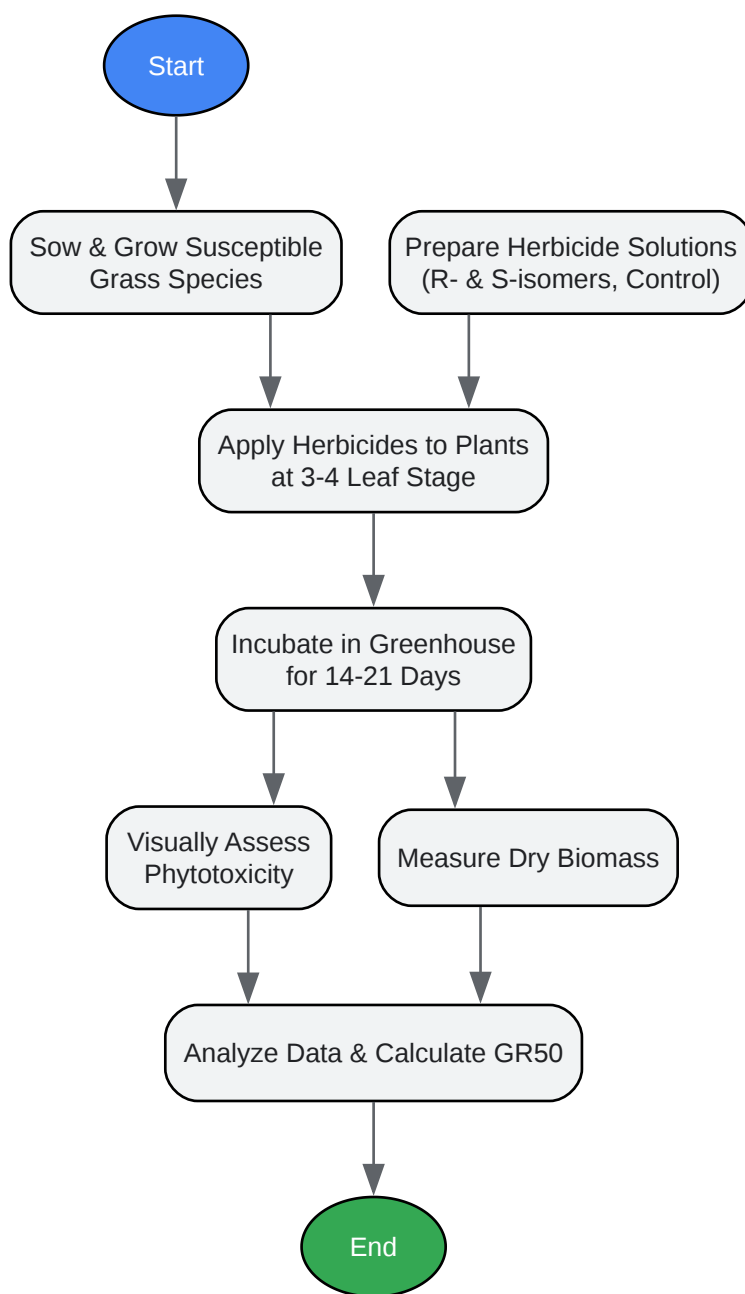 Start
Sow & Grow Susceptible
Grass Species
Prepare Herbicide Solutions
(R- & S-isomers, Control)
Apply Herbicides to Plants
at 3-4 Leaf Stage
Incubate in Greenhouse
for 14-21 Days
Visually Assess
Phytotoxicity
Measure Dry Biomass
Analyze Data & Calculate GR50
End